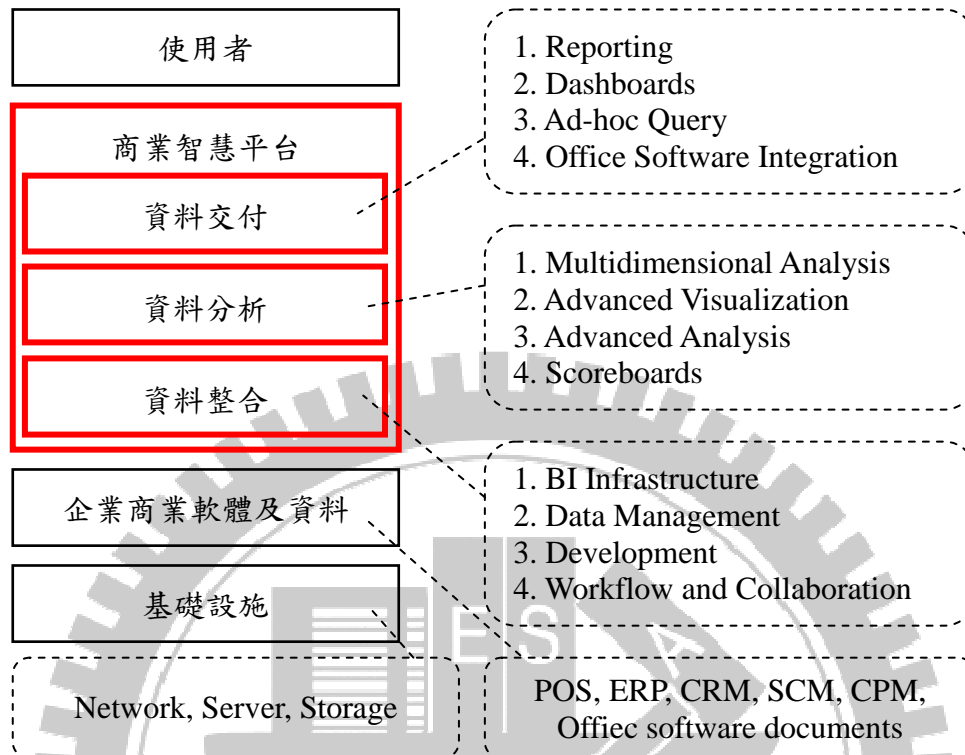 使用者
商業智慧平台
資料交付
資料分析
資料整合
企業商業軟體及資料
基礎設施
Network, Server, Storage
1. Reporting
2. Dashboards
3. Ad-hoc Query
4. Office Software Integration
1. Multidimensional Analysis
2. Advanced Visualization
3. Advanced Analysis
4. Scoreboards
1. BI Infrastructure
2. Data Management
3. Development
4. Workflow and Collaboration
POS, ERP, CRM, SCM, CPM,
Offiec software documents
ES
A